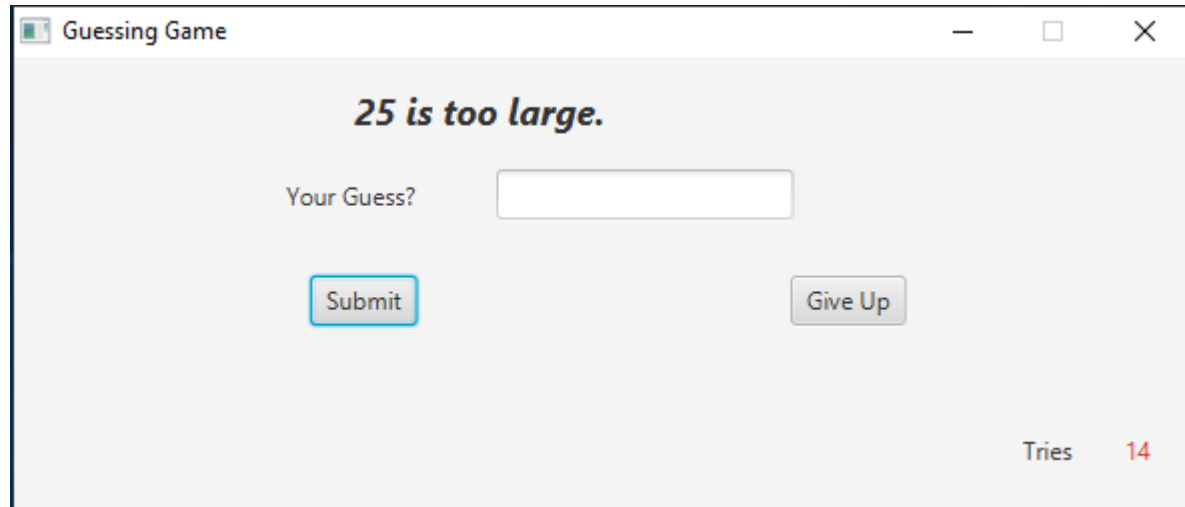 Guessing Game
25 is too large.
Your Guess?
Submit Give Up
Tries 14